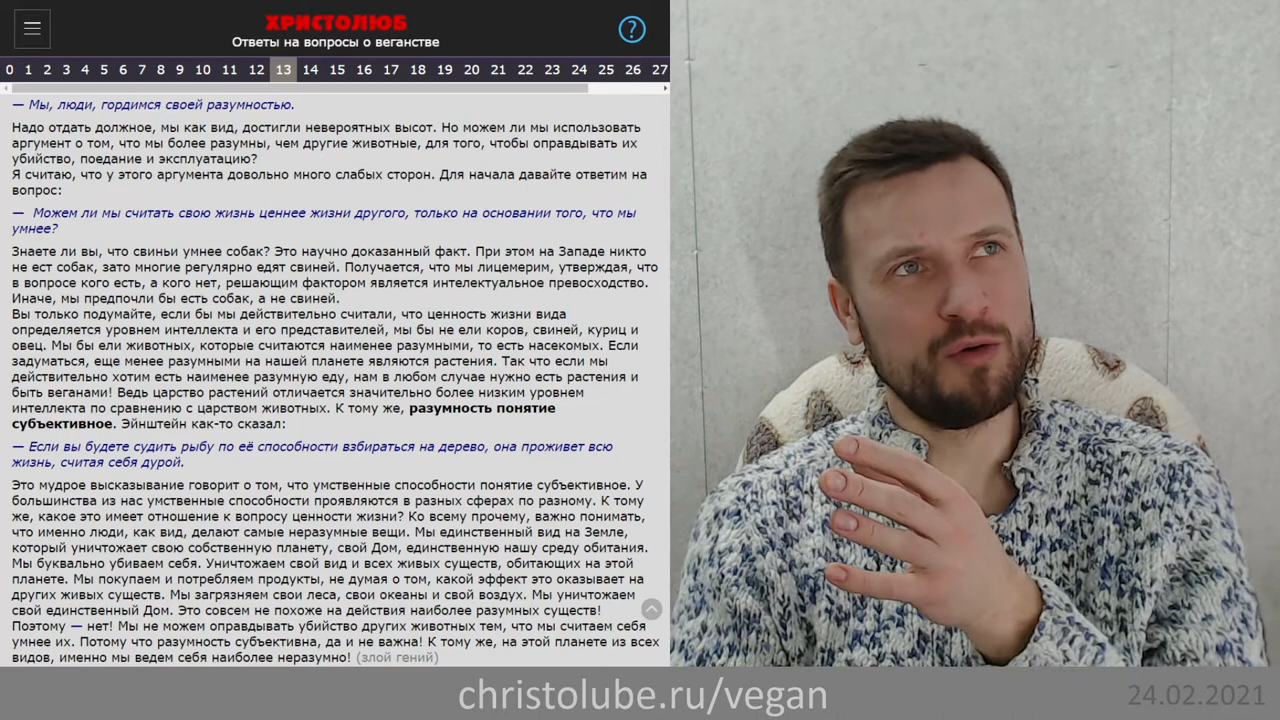 ХРИСТОЛЮБ
Ответы на вопросы о веганстве
?
0 1 2 3 4 5 6 7 8 9 10 11 12 13 14 15 16 17 18 19 20 21 22 23 24 25 26 27
— Мы, люди, гордимся своей разумностью.
Надо отдать должное, мы как вид, достигли невероятных высот. Но можем ли мы использовать
аргумент о том, что мы более разумны, чем другие животные, для того, чтобы оправдывать их
убийство, поедание и эксплуатацию?
Я считаю, что у этого аргумента довольно много слабых сторон. Для начала давайте ответим на
вопрос:
— Можем ли мы считать свою жизнь ценнее жизни другого, только на основании того, что мы
умнее?
Знаете ли вы, что свиньи умнее собак? Это научно доказанный факт. При этом на Западе никто
не ест собак, зато многие регулярно едят свиней. Получается, что мы лицемерим, утверждая, что
в вопросе кого есть, а кого нет, решающим фактором является интелектуальное превосходство.
Иначе, мы предпочли бы есть собак, а не свиней.
Вы только подумайте, если бы мы действительно считали, что ценность жизни вида
определяется уровнем интеллекта и его представителей, мы бы не ели коров, свиней, куриц и
овец. Мы бы ели животных, которые считаются наименее разумными, то есть насекомых. Если
задуматься, еще менее разумными на нашей планете являются растения. Так что если мы
действительно хотим есть наименее разумную еду, нам в любом случае нужно есть растения и
быть веганами! Ведь царство растений отличается значительно более низким уровнем
интеллекта по сравнению с царством животных. К тому же, разумность понятие
субъективное. Эйнштейн как-то сказал:
— Если вы будете судить рыбу по её способности взбираться на дерево, она проживет всю
жизнь, считая себя дурой.
Это мудрое высказывание говорит о том, что умственные способности понятие субъективное. У
большинства из нас умственные способности проявляются в разных сферах по разному. К тому
же, какое это имеет отношение к вопросу ценности жизни? Ко всему прочему, важно понимать,
что именно люди, как вид, делают самые неразумные вещи. Мы единственный вид на Земле,
который уничтожает свою собственную планету, свой Дом, единственную нашу среду обитания.
Мы буквально убиваем себя. Уничтожаем свой вид и всех живых существ, обитающих на этой
планете. Мы покупаем и потребляем продукты, не думая о том, какой эффект это оказывает на
других живых существ. Мы загрязняем свои леса, свои океаны и свой воздух. Мы уничтожаем
свой единственный Дом. Это совсем не похоже на действия наиболее разумных существ!
Поэтому — нет! Мы не можем оправдывать убийство других животных тем, что мы считаем себя
умнее их. Потому что разумность субъективна, да и не важна! К тому же, на этой планете из всех
видов, именно мы ведем себя наиболее неразумно! (злой гений)
christolube.ru/vegan
24.02.2021